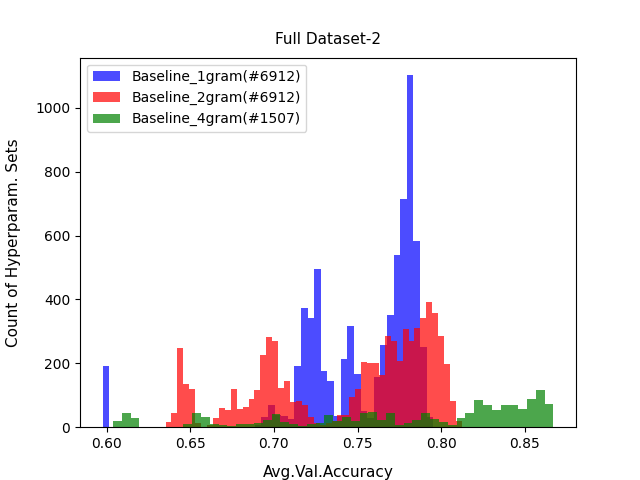 Full Dataset-2
Baseline_1gram(#6912)
Baseline_2gram(#6912)
Baseline_4gram(#1507)
Count of Hyperparam. Sets
1000
800
600
400
200
0
0.60 0.65 0.70 0.75 0.80 0.85
Avg.Val.Accuracy